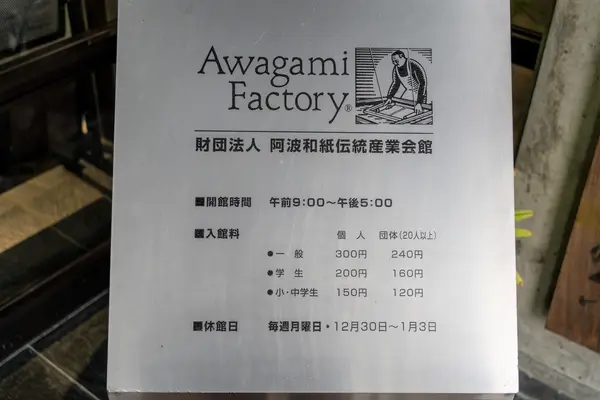 Awagami
Factory®
財団法人 阿波和紙伝統産業会館
■開館時間 午前9:00〜午後5:00
■入館料 個人 団体(20人以上)
●一般 300円 240円
●学生 200円 160円
●小・中学生 150円 120円
■休館日 毎週月曜日・12月30日〜1月3日